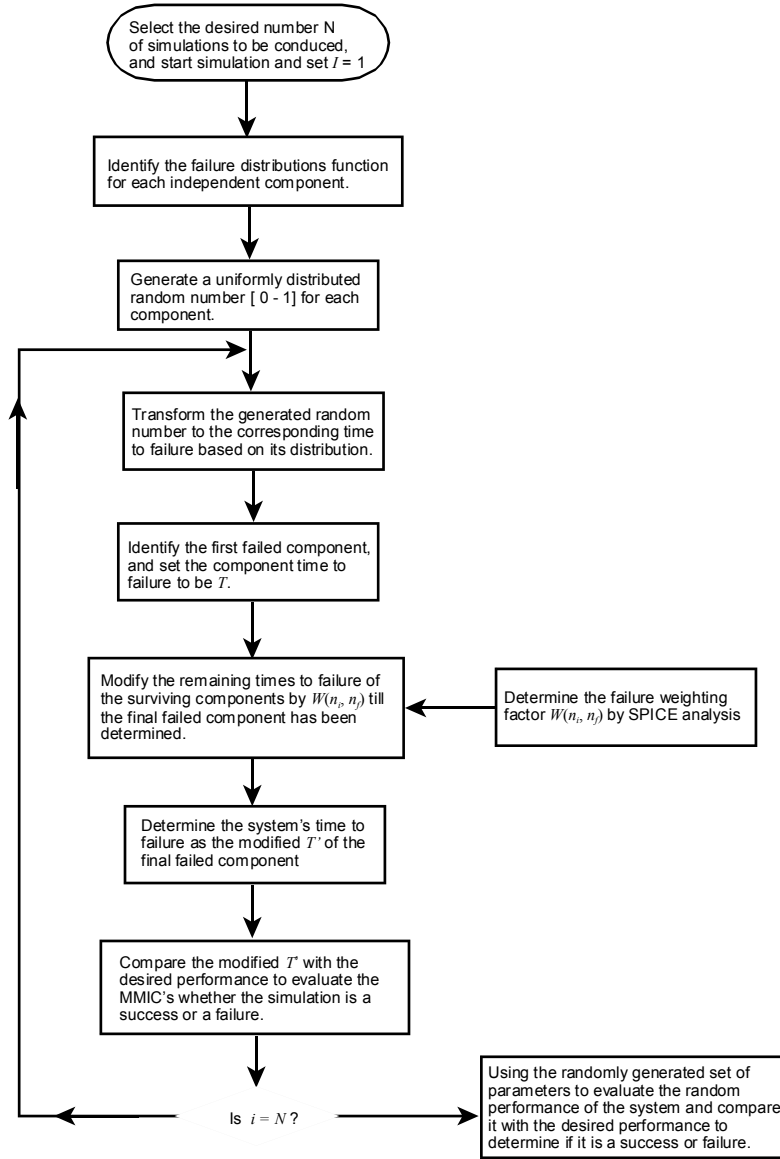 Select the desired number N
of simulations to be conduced,
and start simulation and set I = 1
Identify the failure distributions function
for each independent component.
Generate a uniformly distributed
random number [ 0 - 1] for each
component.
Transform the generated random
number to the corresponding time
to failure based on its distribution.
Identify the first failed component,
and set the component time to
failure to be T.
Modify the remaining times to failure of
the surviving components by W(ni, nf) till
the final failed component has been
determined.
Determine the failure weighting
factor W(ni, nf) by SPICE analysis
Determine the system's time to
failure as the modified T' of the
final failed component
Compare the modified T' with the
desired performance to evaluate the
MMIC's whether the simulation is a
success or a failure.
Is i = N ?
Using the randomly generated set of
parameters to evaluate the random
performance of the system and compare
it with the desired performance to
determine if it is a success or failure.